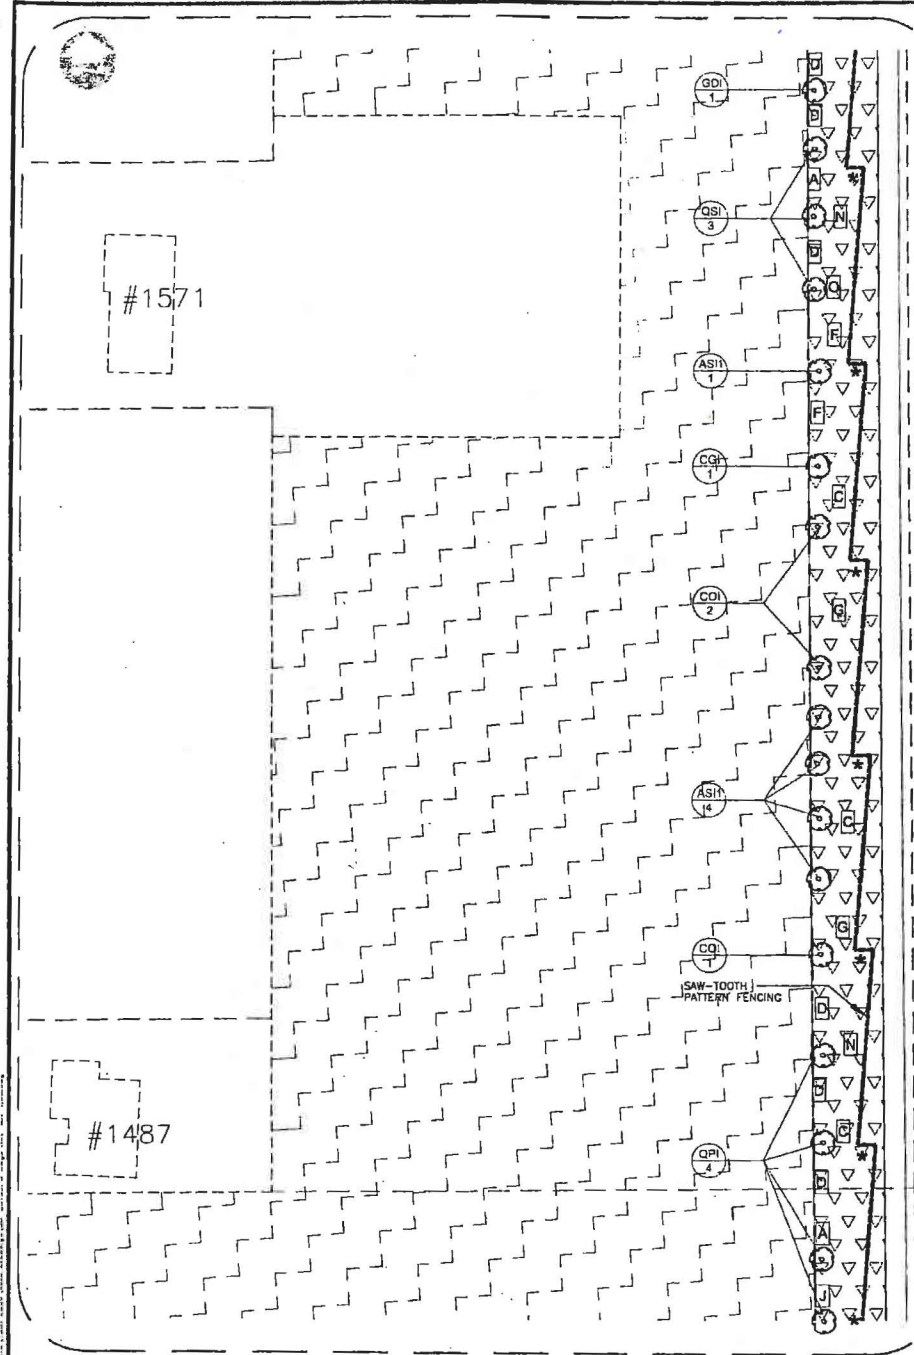 D
GDI
1
D
A
*
QSI
3
N
D
#1571
O
F
ASI1
1
*
F
CGI
1
C
*
COI
2
G
*
ASI1
4
C
G
1
*
SAW-TOOTH
PATTERN FENCING
D
N
D
#1487
*
QPI
4
D
A
J
*